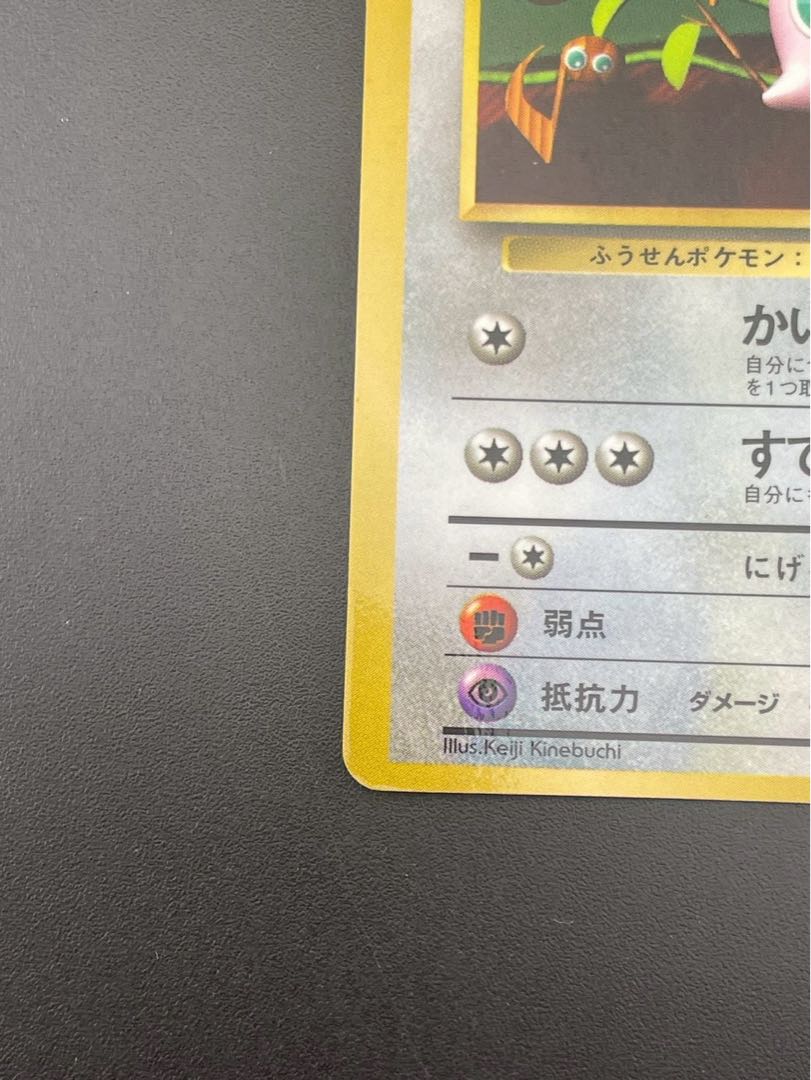 ふうせんポケモン：
かい
自分に
を1つ取
すて
自分に
にげ
弱点
抵抗力 ダメージ
Illus.Keiji Kinebuchi